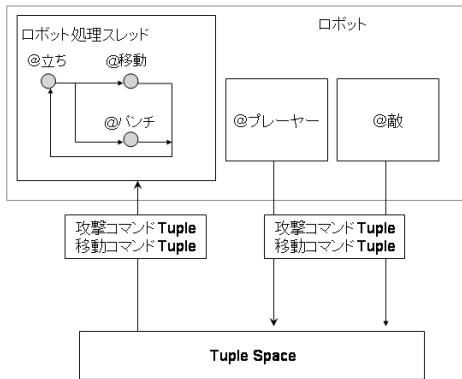 ロボット
ロボット処理スレッド
@立ち
@移動
@パンチ
@プレーヤー
@敵
攻撃コマンドTuple
移動コマンドTuple
攻撃コマンドTuple
移動コマンドTuple
Tuple Space